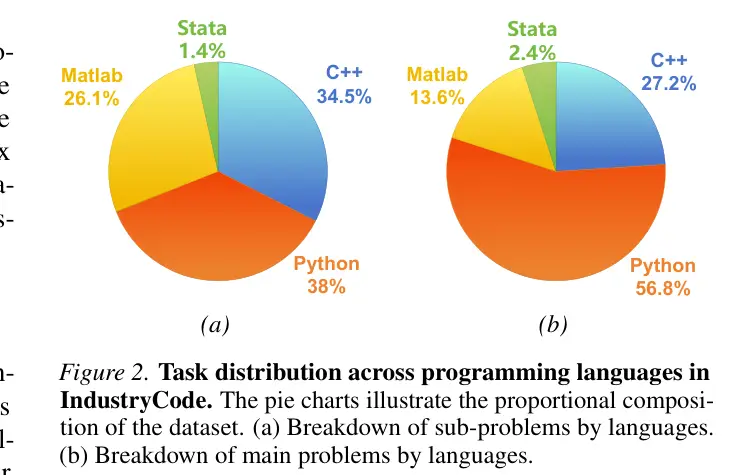 o-
e
e
x
a-
s-
n-
s
l-
r
Stata
1.4%
Matlab
26.1%
C++
34.5%
Python
38%
(a)
Stata
2.4%
Matlab
13.6%
C++
27.2%
Python
56.8%
(b)
Figure 2. Task distribution across programming languages in
IndustryCode. The pie charts illustrate the proportional composi-
tion of the dataset. (a) Breakdown of sub-problems by languages.
(b) Breakdown of main problems by languages.